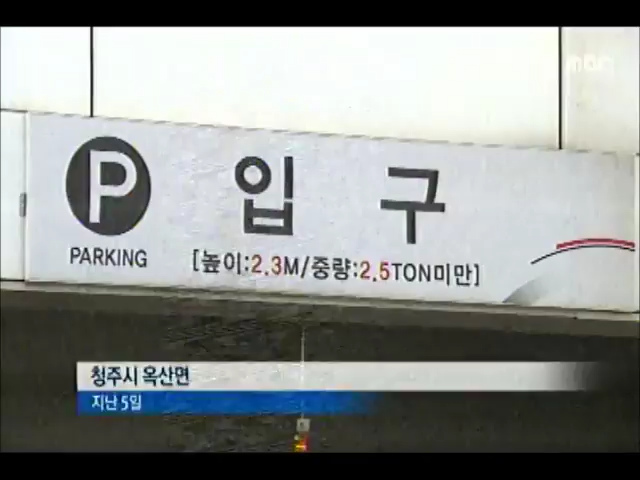 mbc
P 입 구
PARKING [높이:2.3M/중량:2.5TON미만]
청주시 옥산면
지난 5일